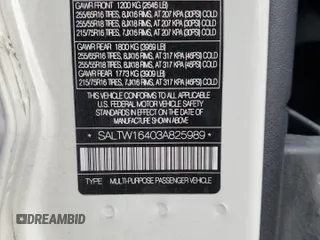 GAWR FRONT 1200 KG (2646 LB)
255/65R16 TIRES, 8JX16 RIMS, AT 207 KPA (30PSI) COLD
255/55R18 TIRES, 8JX18 RIMS, AT 207 KPA (30PSI) COLD
215/75R16 TIRES, 7JX16 RIMS, AT 207 KPA (30PSI) COLD
GAWR REAR 1800 KG (3969 LB)
255/65R16 TIRES, 8JX16 RIMS, AT 317 KPA (46PSI) COLD
255/55R18 TIRES, 8JX18 RIMS, AT 317 KPA (46PSI) COLD
GAWR REAR 1773 KG (3909 LB)
215/75R16 TIRES, 7JX16 RIMS, AT 317 KPA (46PSI) COLD
THIS VEHICLE CONFORMS TO ALL APPLICABLE
FEDERAL MOTOR VEHICLE SAFETY
STANDARDS IN EFFECT ON THE DATE OF
MANUFACTURE SHOWN ABOVE
SALTW16403A825989
TYPE MULTI-PURPOSE PASSENGER VEHICLE
DREAMBID